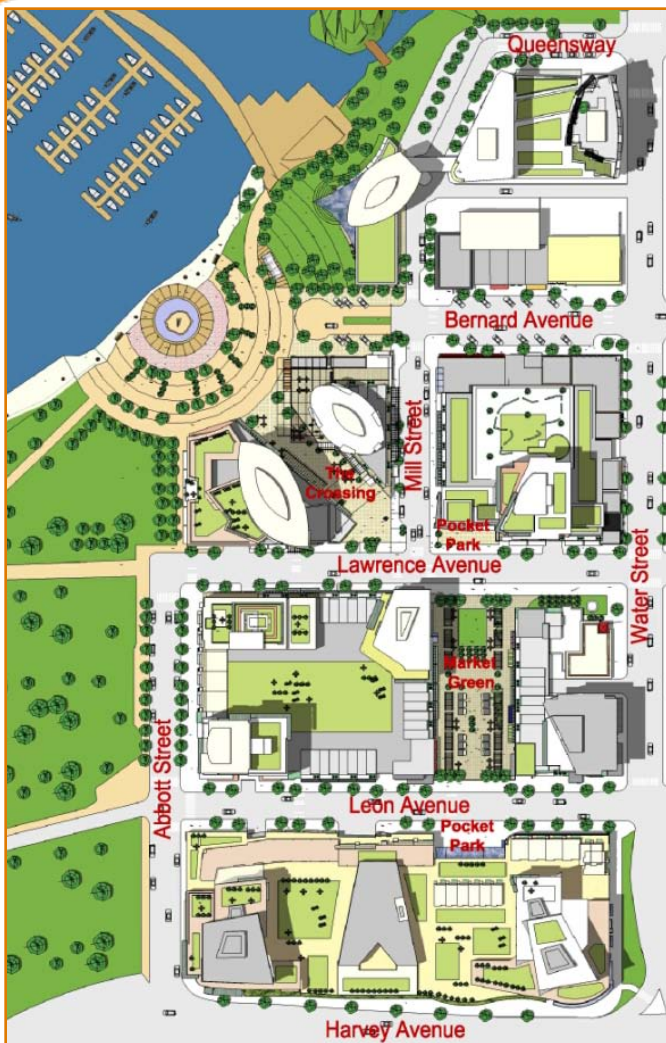 Queensway
Bernard Avenue
Mill Street
The
Crossing
Pocket
Park
Lawrence Avenue
Water Street
Market
Green
Abbott Street
Leon Avenue
Pocket
Park
Harvey Avenue